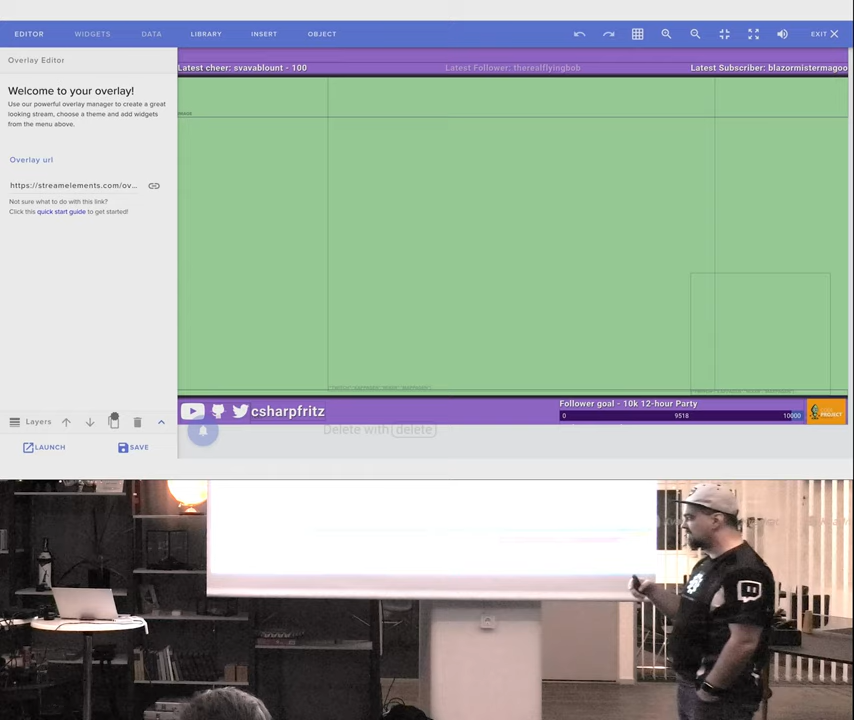 EDITOR WIDGETS DATA LIBRARY INSERT OBJECT EXIT
Overlay Editor
Latest cheer: svavablount - 100
Latest Follower: therealflyingbob
Latest Subscriber: blazormistermagoo
Welcome to your overlay!
Use our powerful overlay manager to create a great
looking stream, choose a theme and add widgets
from the menu above.
Overlay url
https://streamelements.com/ov...
Not sure what to do with this link?
Click this quick start guide to get started!
Layers
LAUNCH SAVE
csharpfritz
Follower goal - 10k 12-hour Party
0 9518 10000
PROJECT
Delete with delete